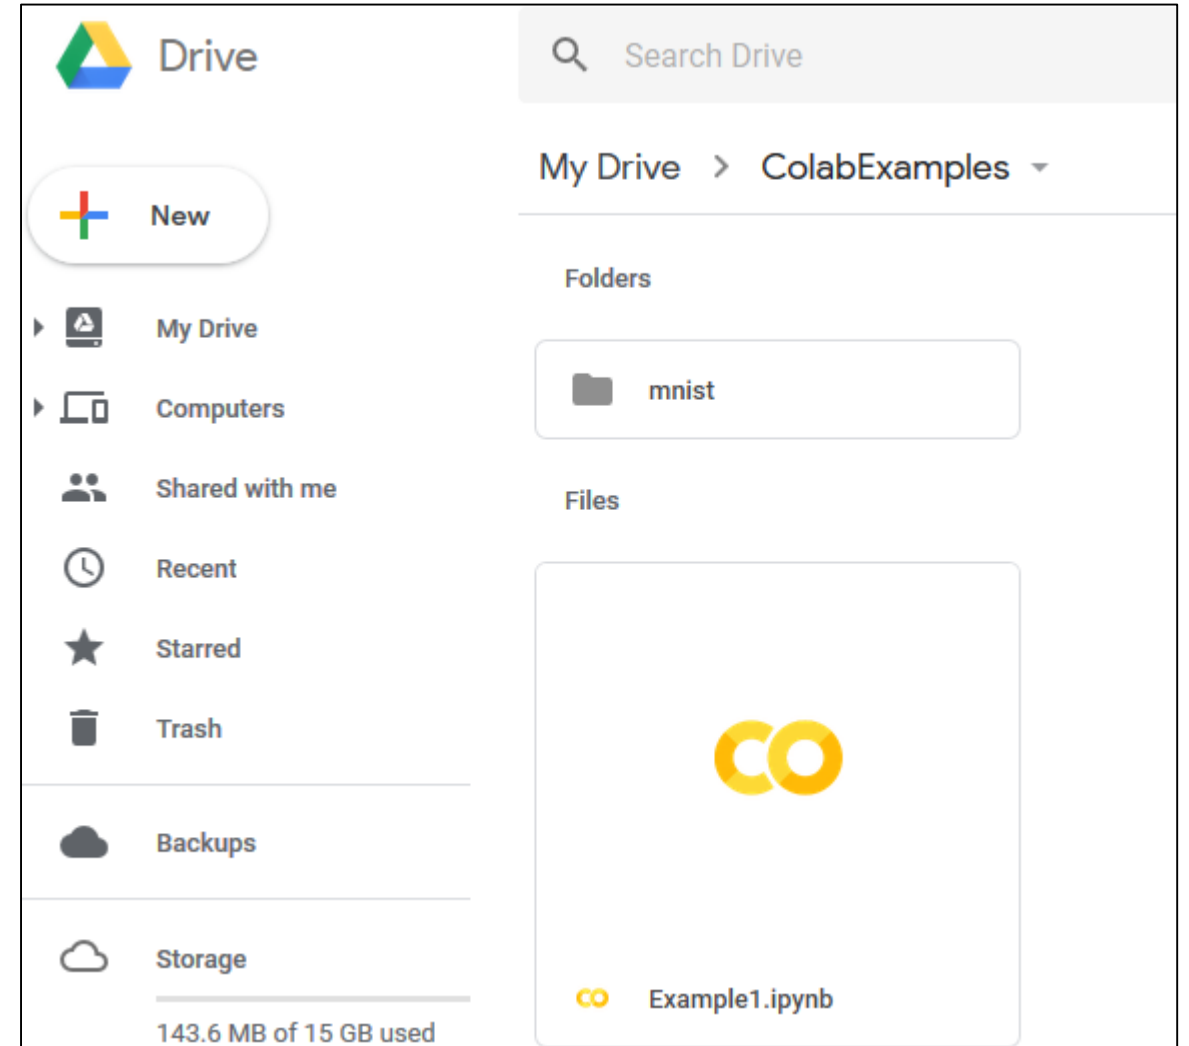 Drive
Search Drive
My Drive > ColabExamples
New
Folders
My Drive
mnist
Computers
Shared with me
Files
Recent
Starred
Trash
Backups
Storage
Example1.ipynb
143.6 MB of 15 GB used